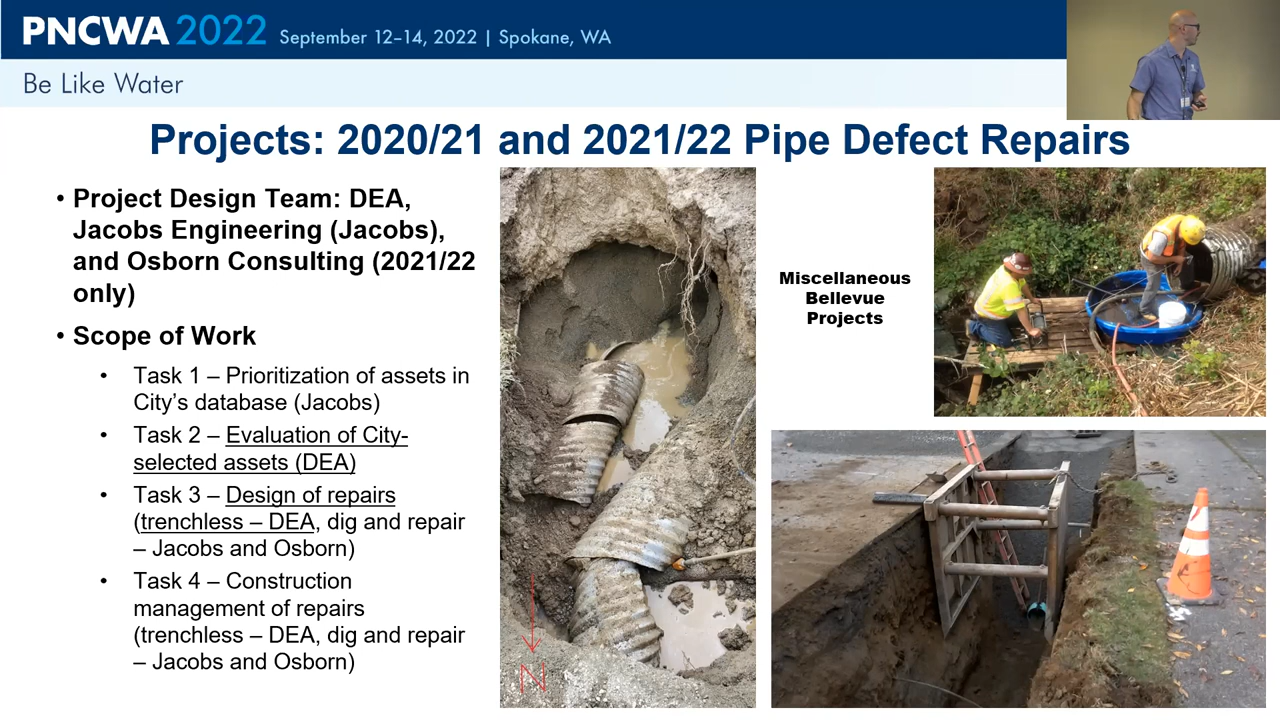 PNCWA 2022 September 12–14, 2022 | Spokane, WA
Be Like Water
Projects: 2020/21 and 2021/22 Pipe Defect Repairs
• Project Design Team: DEA,
Jacobs Engineering (Jacobs),
and Osborn Consulting (2021/22
only)
• Scope of Work
• Task 1 – Prioritization of assets in
City’s database (Jacobs)
• Task 2 – Evaluation of City-
selected assets (DEA)
• Task 3 – Design of repairs
(trenchless – DEA, dig and repair
– Jacobs and Osborn)
• Task 4 – Construction
management of repairs
(trenchless – DEA, dig and repair
– Jacobs and Osborn)
N
Miscellaneous
Bellevue
Projects